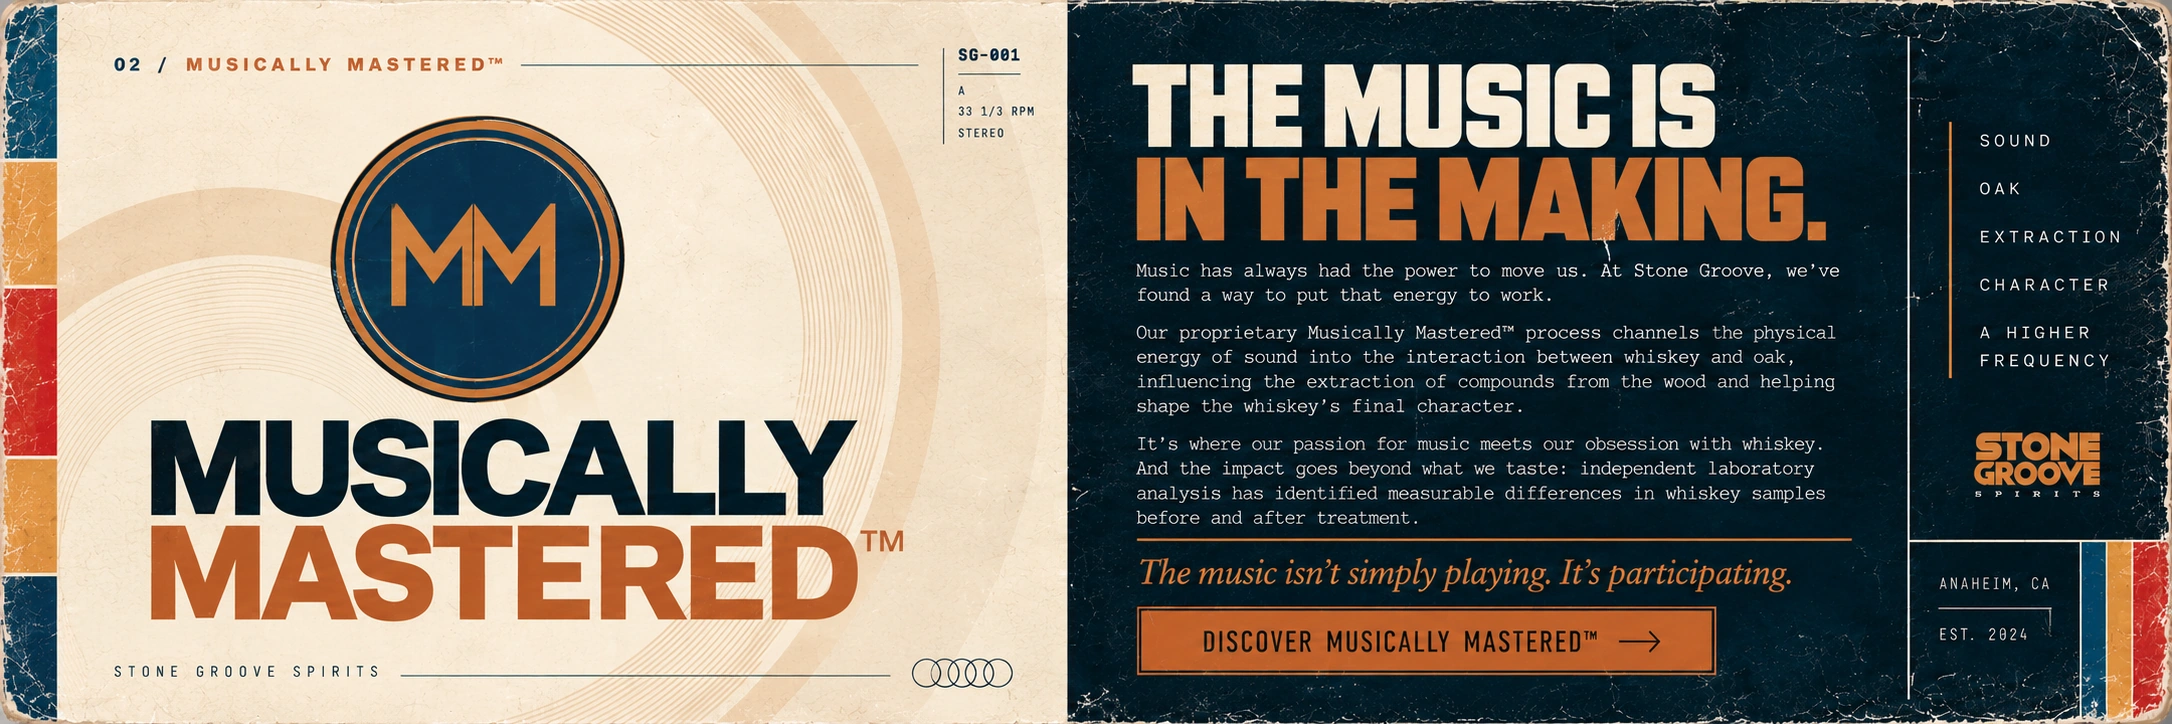 02 / MUSICALLY MASTERED™
SG-001
A
33 1/3 RPM
STEREO
MM
MUSICALLY
MASTERED™
STONE GROOVE SPIRITS
THE MUSIC IS
IN THE MAKING.
Music has always had the power to move us. At Stone Groove, we’ve
found a way to put that energy to work.
Our proprietary Musically Mastered™ process channels the physical
energy of sound into the interaction between whiskey and oak,
influencing the extraction of compounds from the wood and helping
shape the whiskey’s final character.
It’s where our passion for music meets our obsession with whiskey.
And the impact goes beyond what we taste: independent laboratory
analysis has identified measurable differences in whiskey samples
before and after treatment.
The music isn’t simply playing. It’s participating.
DISCOVER MUSICALLY MASTERED™ →
SOUND
OAK
EXTRACTION
CHARACTER
A HIGHER
FREQUENCY
STONE
GROOVE
SPIRITS
ANAHEIM, CA
EST. 2024